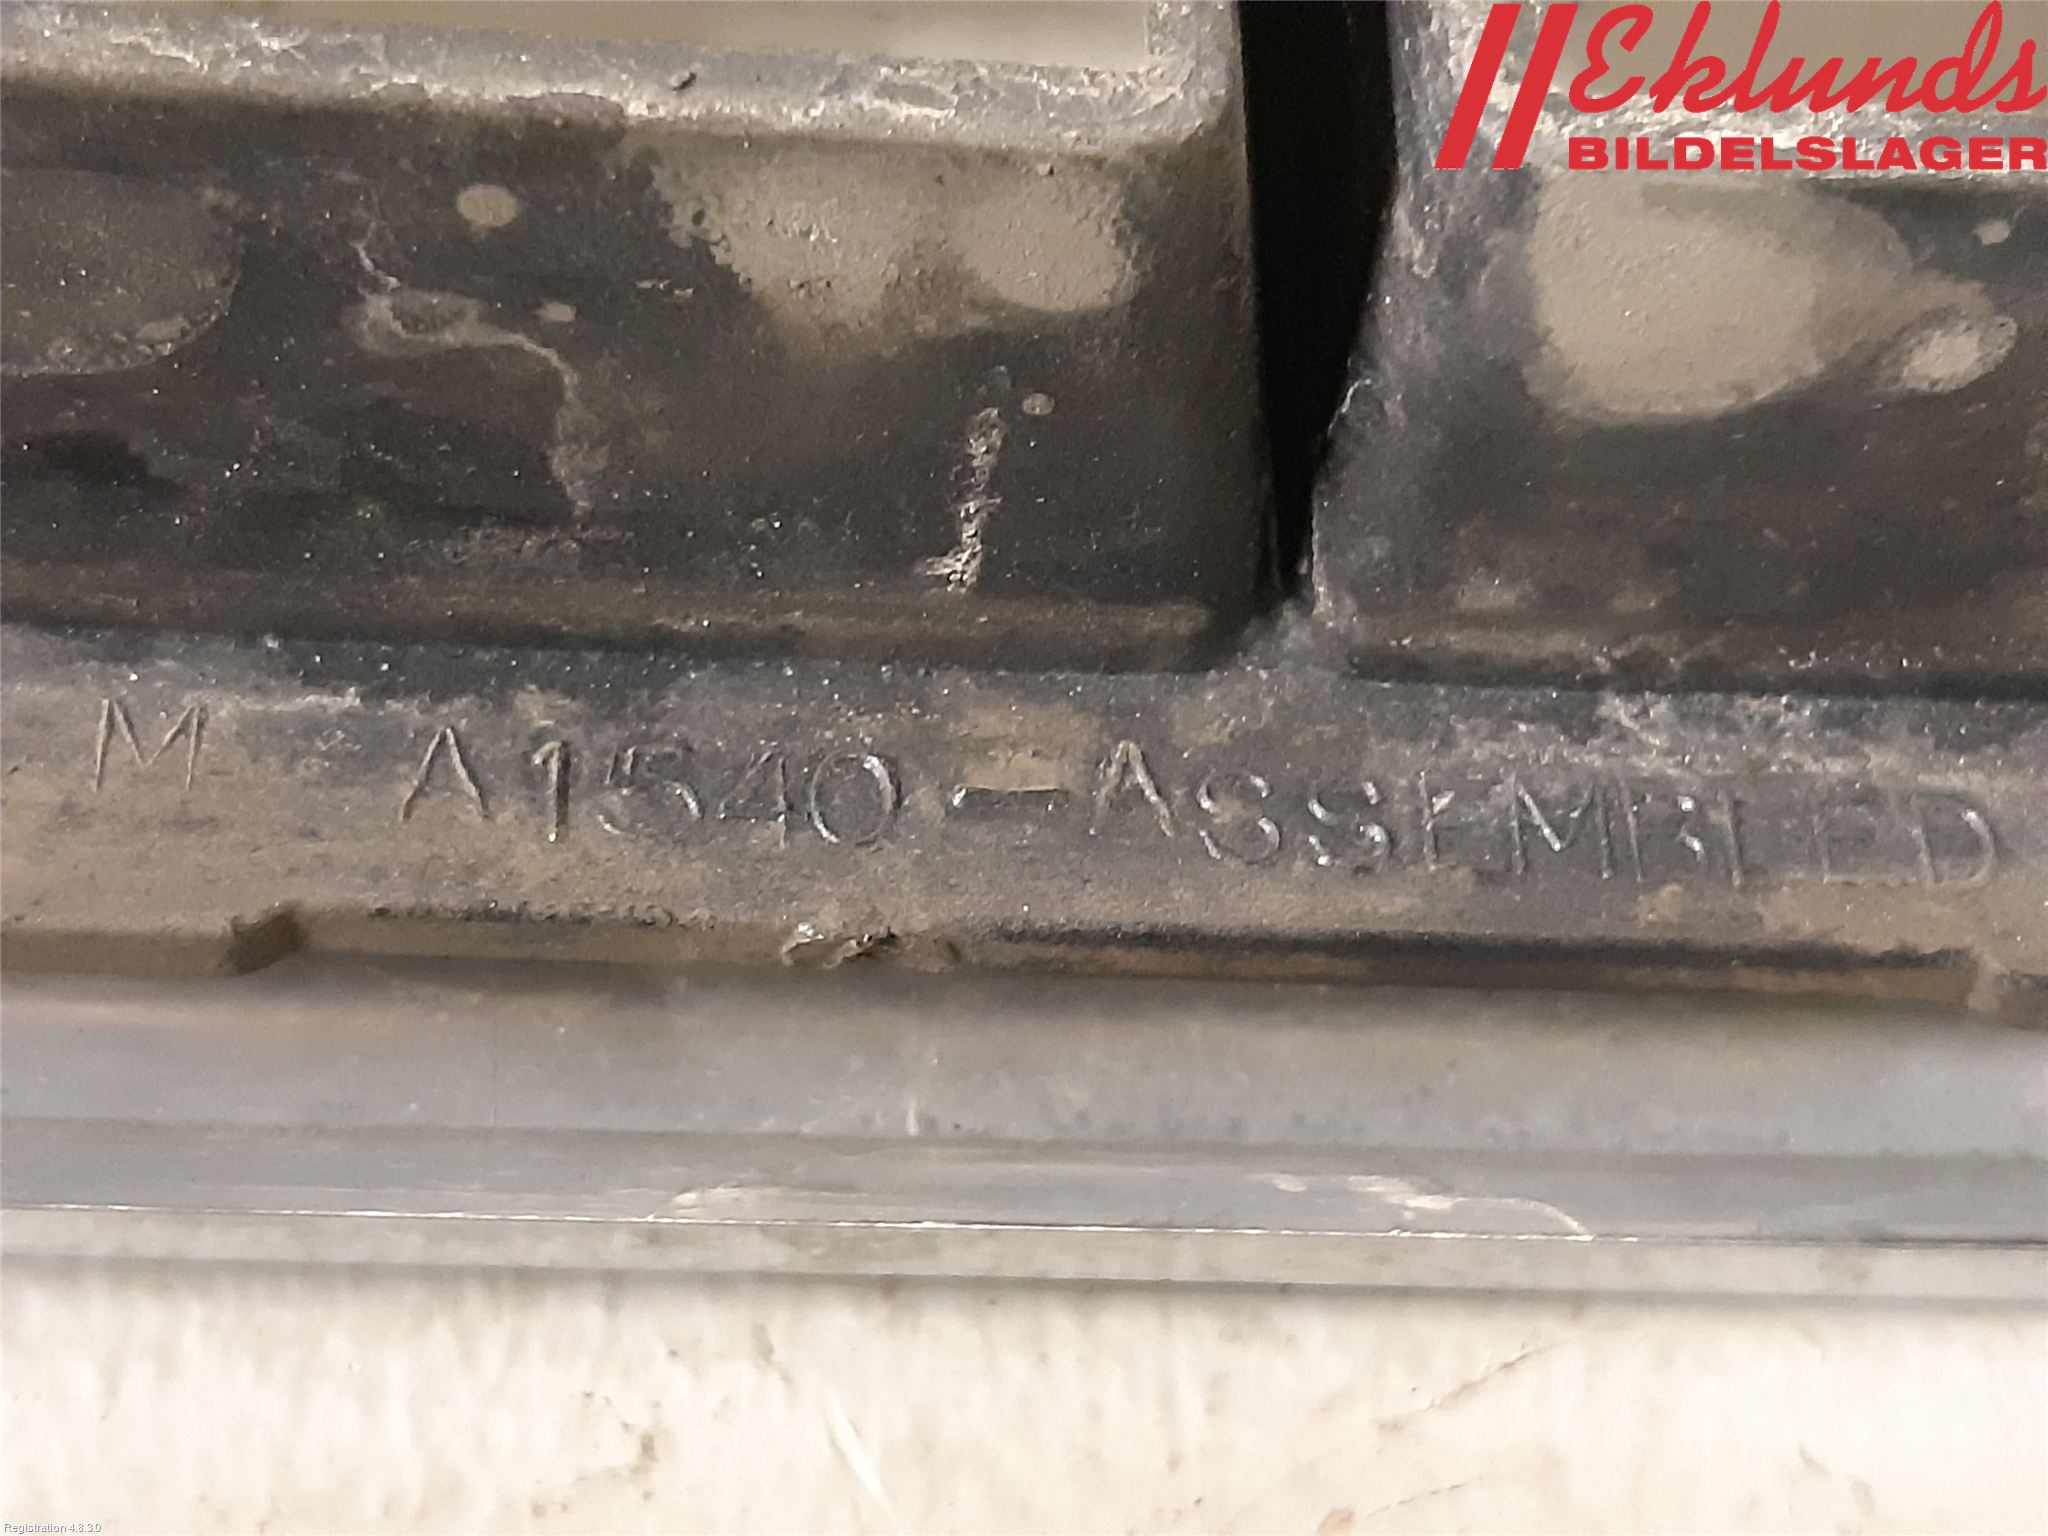 Eklunds
BILDELSLAGER
M A1540-ASSEMBLED
Registration 4.8.3.0